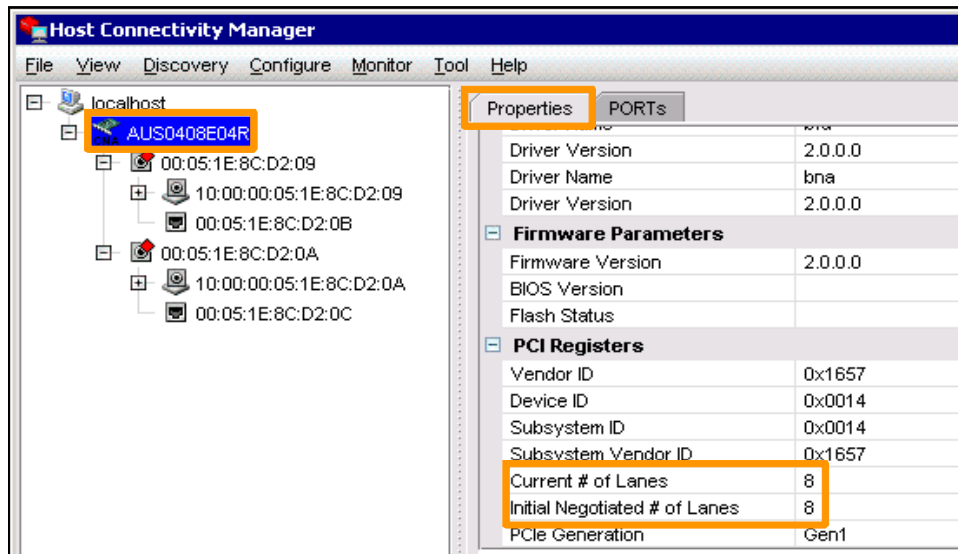 Host Connectivity Manager
File View Discovery Configure Monitor Tool Help
localhost
AUS0408E04R
00:05:1E:8C:D2:09
10:00:00:05:1E:8C:D2:09
00:05:1E:8C:D2:0B
00:05:1E:8C:D2:0A
10:00:00:05:1E:8C:D2:0A
00:05:1E:8C:D2:0C
Properties PORTs
Driver Name bfa
Driver Version 2.0.0.0
Driver Name bna
Driver Version 2.0.0.0
Firmware Parameters
Firmware Version 2.0.0.0
BIOS Version
Flash Status
PCI Registers
Vendor ID 0x1657
Device ID 0x0014
Subsystem ID 0x0014
Subsystem Vendor ID 0x1657
Current # of Lanes 8
Initial Negotiated # of Lanes 8
PCIe Generation Gen1